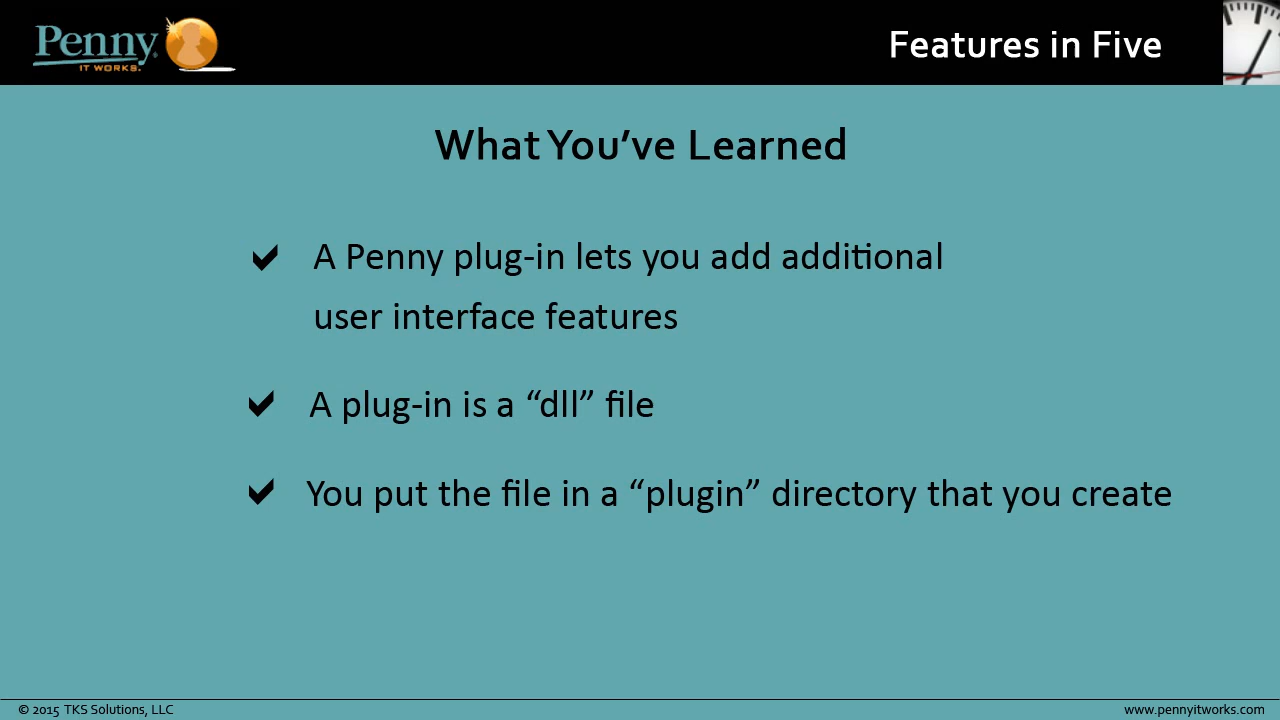 Penny®
IT WORKS.
Features in Five
What You’ve Learned
A Penny plug-in lets you add additional
user interface features
A plug-in is a “dll” file
You put the file in a “plugin” directory that you create
© 2015 TKS Solutions, LLC
www.pennyitworks.com